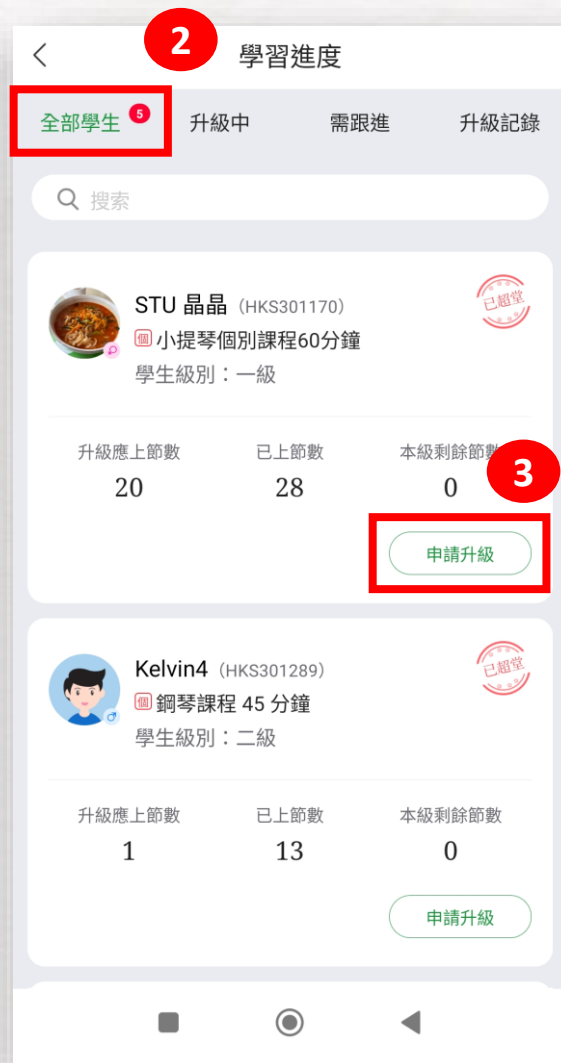 2
學習進度
全部學生 5 升級中 需跟進 升級記錄
搜索
STU 晶晶 (HKS301170)
已超堂
個 小提琴個別課程60分鐘
學生級別：一級
升級應上節數 已上節數 本級剩餘節數
3
20 28 0
申請升級
Kelvin4 (HKS301289)
已超堂
個 鋼琴課程 45 分鐘
學生級別：二級
升級應上節數 已上節數 本級剩餘節數
1 13 0
申請升級